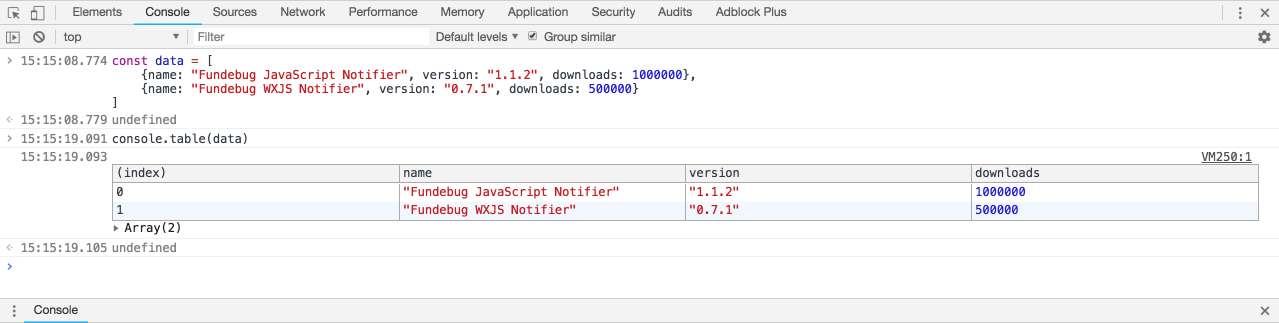 Elements Console Sources Network Performance Memory Application Security Audits Adblock Plus
top Filter Default levels Group similar
15:15:08.774 const data = [
{name: "Fundebug JavaScript Notifier", version: "1.1.2", downloads: 1000000},
{name: "Fundebug WXJS Notifier", version: "0.7.1", downloads: 500000}
]
15:15:08.779 undefined
15:15:19.091 console.table(data)
15:15:19.093 VM250:1
(index) name version downloads
0 "Fundebug JavaScript Notifier" "1.1.2" 1000000
1 "Fundebug WXJS Notifier" "0.7.1" 500000
Array(2)
15:15:19.105 undefined
Console